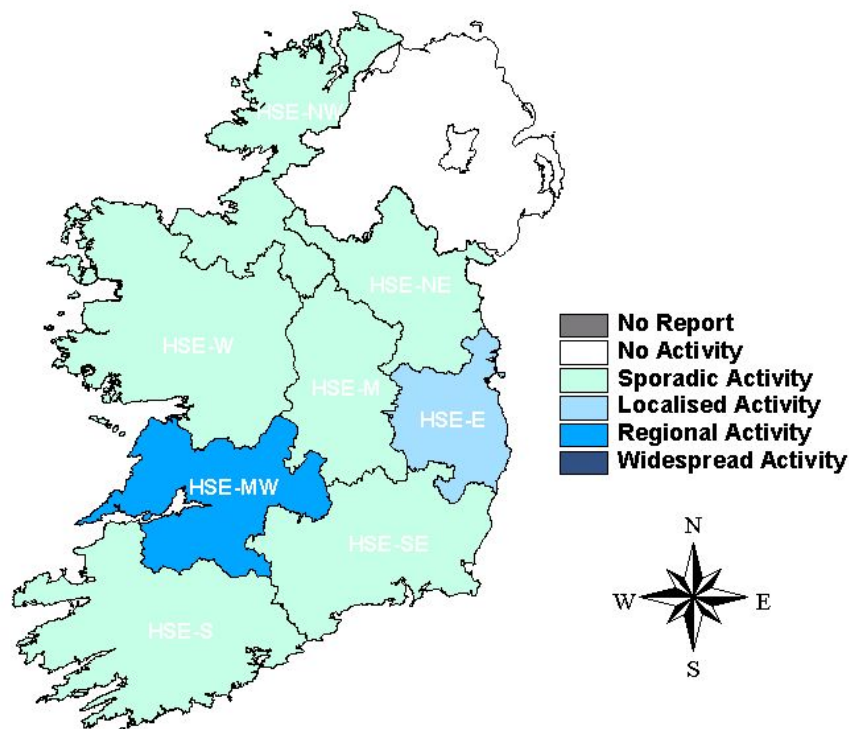 HSE-NW
HSE-NE
HSE-W
HSE-M
HSE-E
HSE-MW
HSE-SE
HSE-S
No Report
No Activity
Sporadic Activity
Localised Activity
Regional Activity
Widespread Activity
N
W E
S